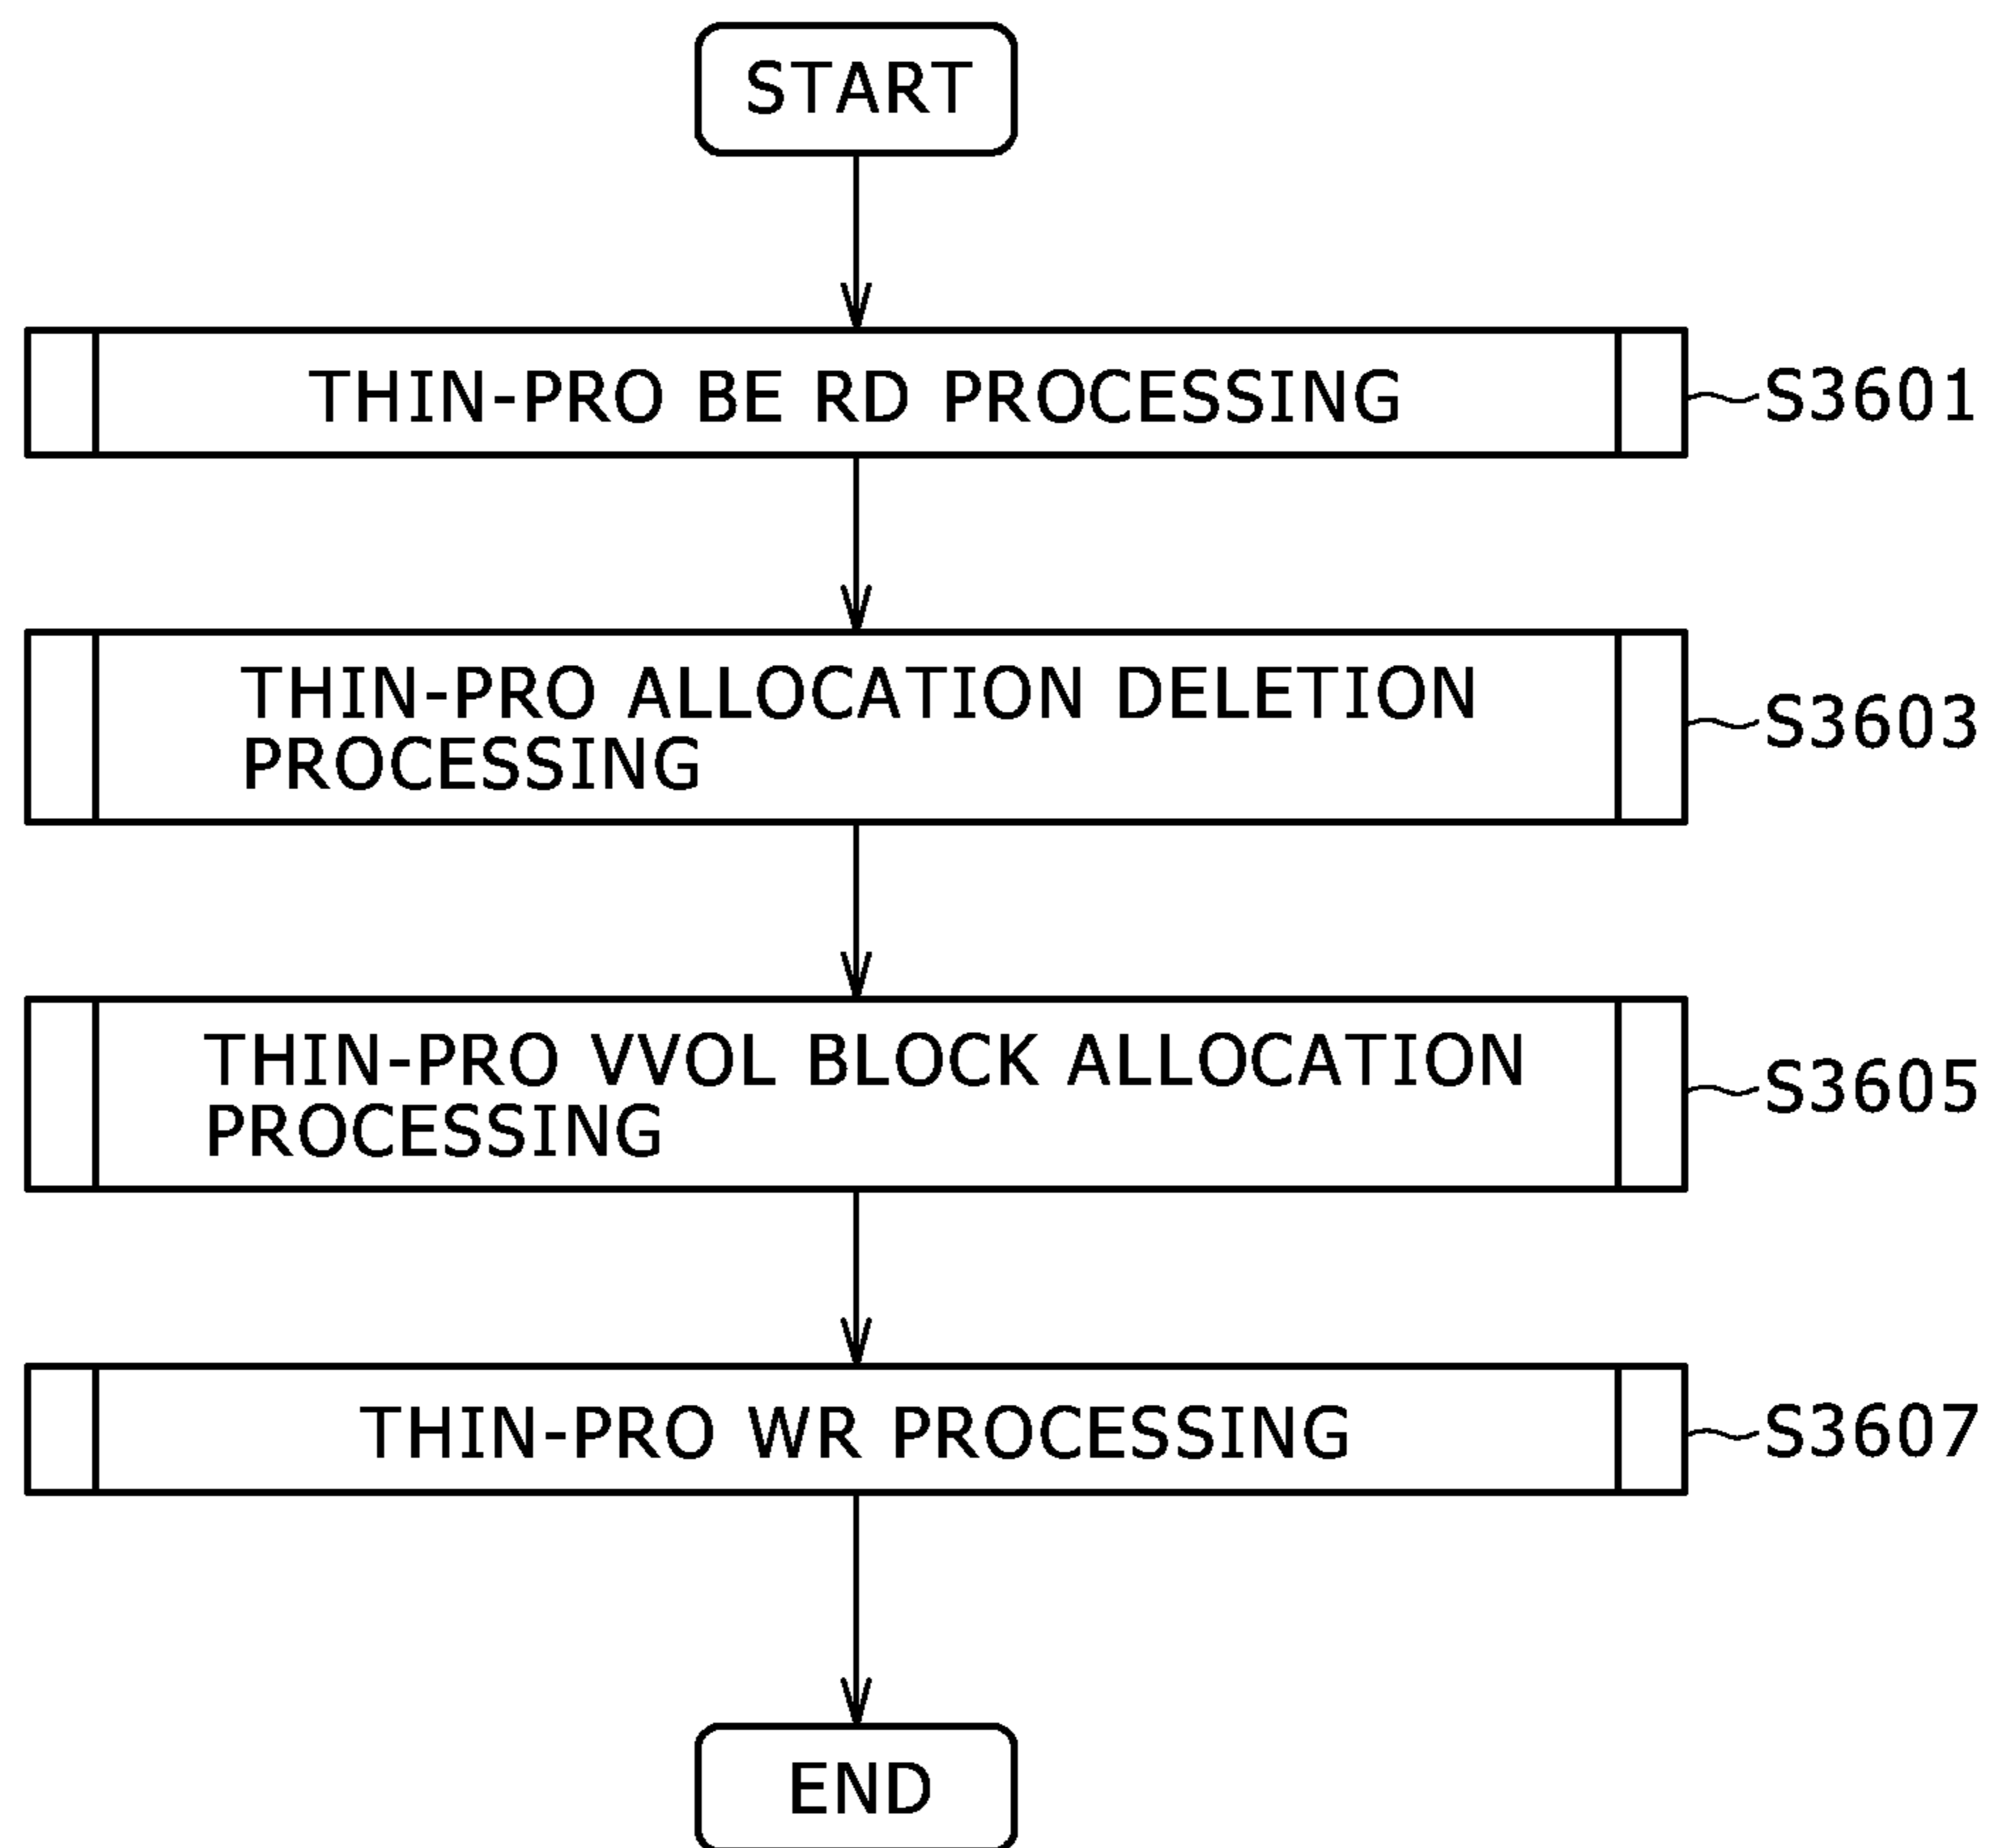 START
THIN-PRO BE RD PROCESSING
S3601
THIN-PRO ALLOCATION DELETION
PROCESSING
S3603
THIN-PRO VVOL BLOCK ALLOCATION
PROCESSING
S3605
THIN-PRO WR PROCESSING
S3607
END